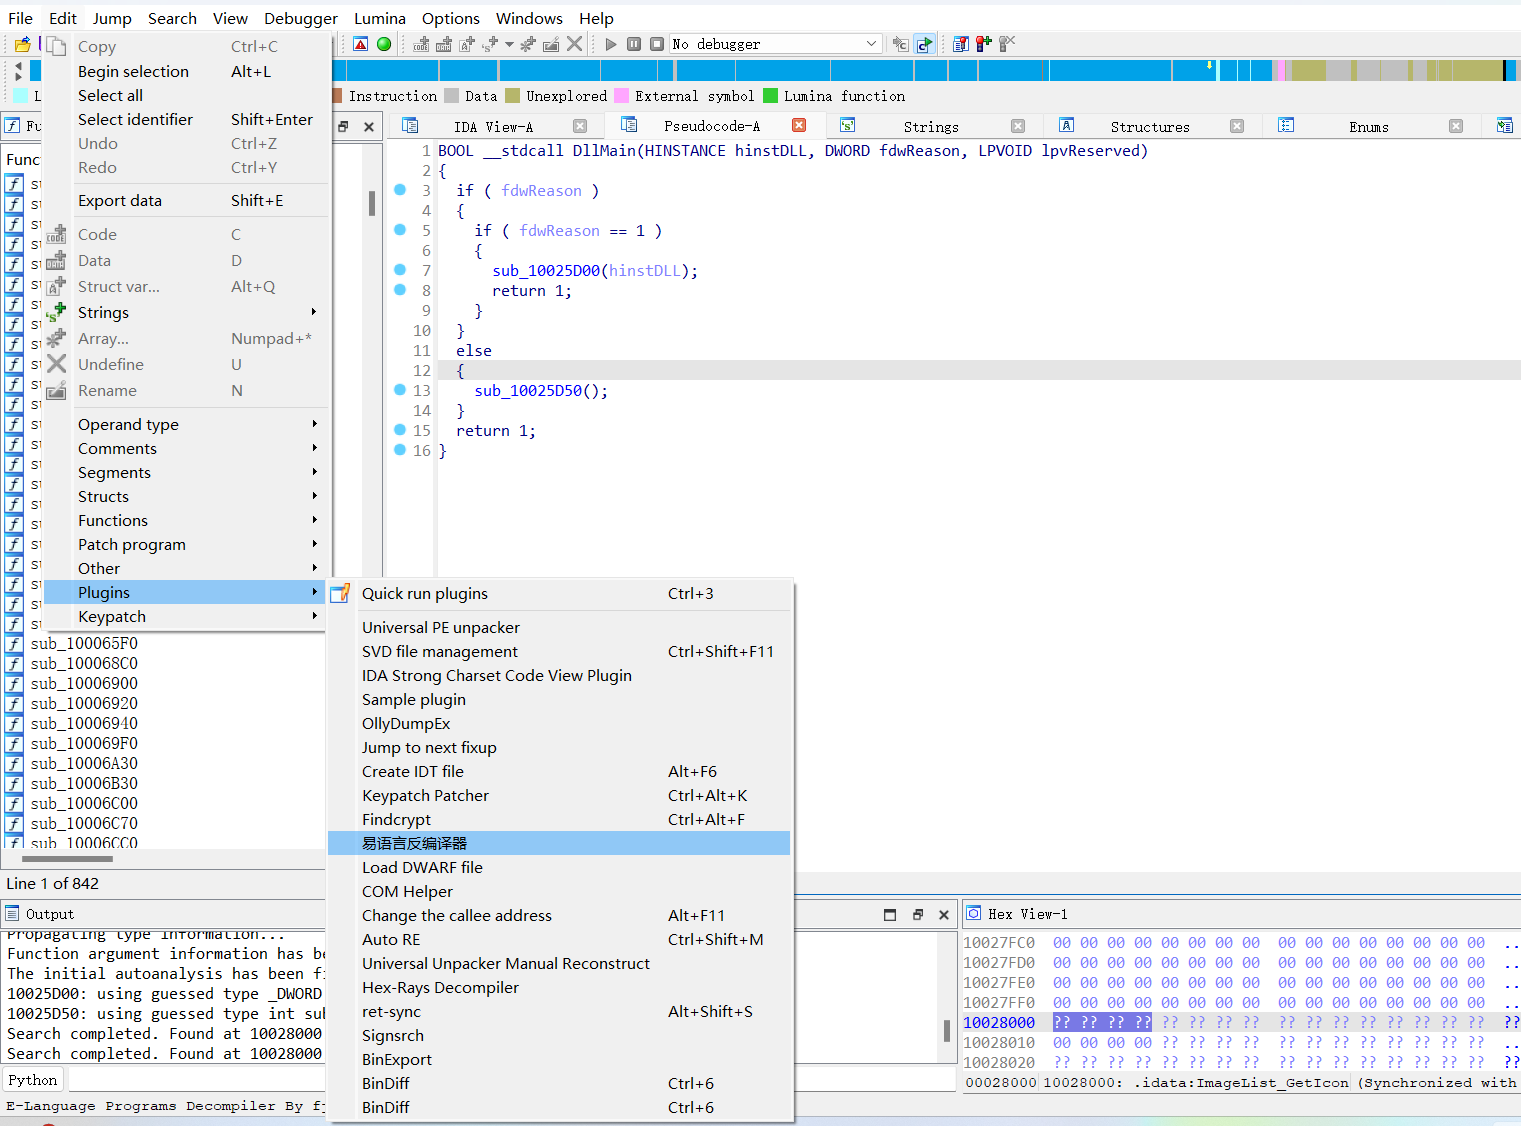 File Edit Jump Search View Debugger Lumina Options Windows Help
No debugger
Instruction Data Unexplored External symbol Lumina function
Copy Ctrl+C
Begin selection Alt+L
Select all
Select identifier Shift+Enter
Undo Ctrl+Z
Redo Ctrl+Y
Export data Shift+E
Code C
Data D
Struct var... Alt+Q
Strings
Array... Numpad+*
Undefine U
Rename N
Operand type
Comments
Segments
Structs
Functions
Patch program
Other
Plugins
Keypatch
IDA View-A Pseudocode-A Strings Structures Enums
1 BOOL __stdcall DllMain(HINSTANCE hinstDLL, DWORD fdwReason, LPVOID lpvReserved)
2 {
3 if ( fdwReason )
4 {
5 if ( fdwReason == 1 )
6 {
7 sub_10025D00(hinstDLL);
8 return 1;
9 }
10 }
11 else
12 {
13 sub_10025D50();
14 }
15 return 1;
16 }
Quick run plugins Ctrl+3
Universal PE unpacker
SVD file management Ctrl+Shift+F11
IDA Strong Charset Code View Plugin
Sample plugin
OllyDumpEx
Jump to next fixup
Create IDT file Alt+F6
Keypatch Patcher Ctrl+Alt+K
Findcrypt Ctrl+Alt+F
易语言反编译器
Load DWARF file
COM Helper
Change the callee address Alt+F11
Auto RE Ctrl+Shift+M
Universal Unpacker Manual Reconstruct
Hex-Rays Decompiler
ret-sync Alt+Shift+S
Signsrch
BinExport
BinDiff Ctrl+6
BinDiff Ctrl+6
sub_100065F0
sub_100068C0
sub_10006900
sub_10006920
sub_10006940
sub_100069F0
sub_10006A30
sub_10006B30
sub_10006C00
sub_10006C70
sub_10006CC0
Line 1 of 842
Output
Propagating type information...
Function argument information has be
The initial autoanalysis has been fi
10025D00: using guessed type _DWORD
10025D50: using guessed type int sub
Search completed. Found at 10028000
Search completed. Found at 10028000
Python
E-Language Programs Decompiler By
Hex View-1
10027FC0 00 00 00 00 00 00 00 00 00 00 00 00 00 00 00 00 ..
10027FD0 00 00 00 00 00 00 00 00 00 00 00 00 00 00 00 00 ..
10027FE0 00 00 00 00 00 00 00 00 00 00 00 00 00 00 00 00 ..
10027FF0 00 00 00 00 00 00 00 00 00 00 00 00 00 00 00 00 ..
10028000 ?? ?? ?? ?? ?? ?? ?? ?? ?? ?? ?? ?? ?? ?? ?? ?? ??
10028010 00 00 00 00 ?? ?? ?? ?? ?? ?? ?? ?? ?? ?? ?? ?? ..
10028020 ?? ?? ?? ?? ?? ?? ?? ?? ?? ?? ?? ?? ?? ?? ?? ?? ??
00028000 10028000: .idata:ImageList_GetIcon (Synchronized with